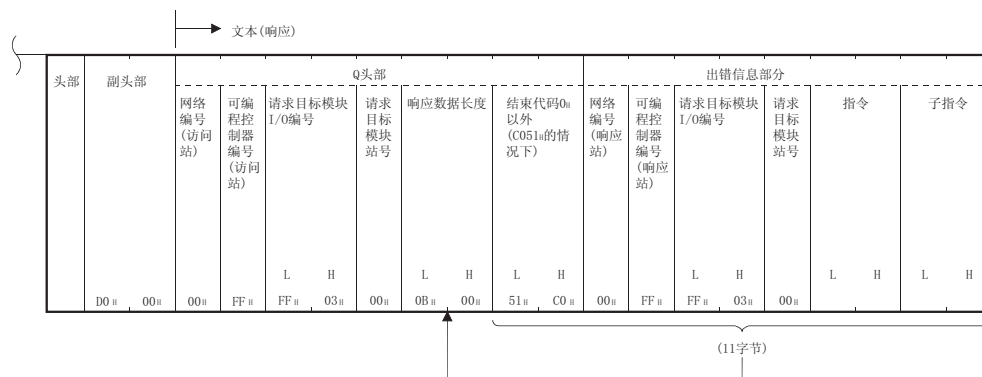 文本(响应)
Q头部
出错信息部分
头部
副头部
网络
编号
(访问
站)
可编
程控
制器
编号
(访问
站)
请求目标模块
I/O编号
请求
目标
模块
站号
响应数据长度
结束代码0H
以外
(C051H的情
况下)
网络
编号
(响应
站)
可编
程控
制器
编号
(响应
站)
请求目标模块
I/O编号
请求
目标
模块
站号
指令
子指令
L H L H L H L H L H L H
D0H 00H 00H FFH FFH 03H 00H 0BH 00H 51H C0H 00H FFH FFH 03H 00H
(11字节)